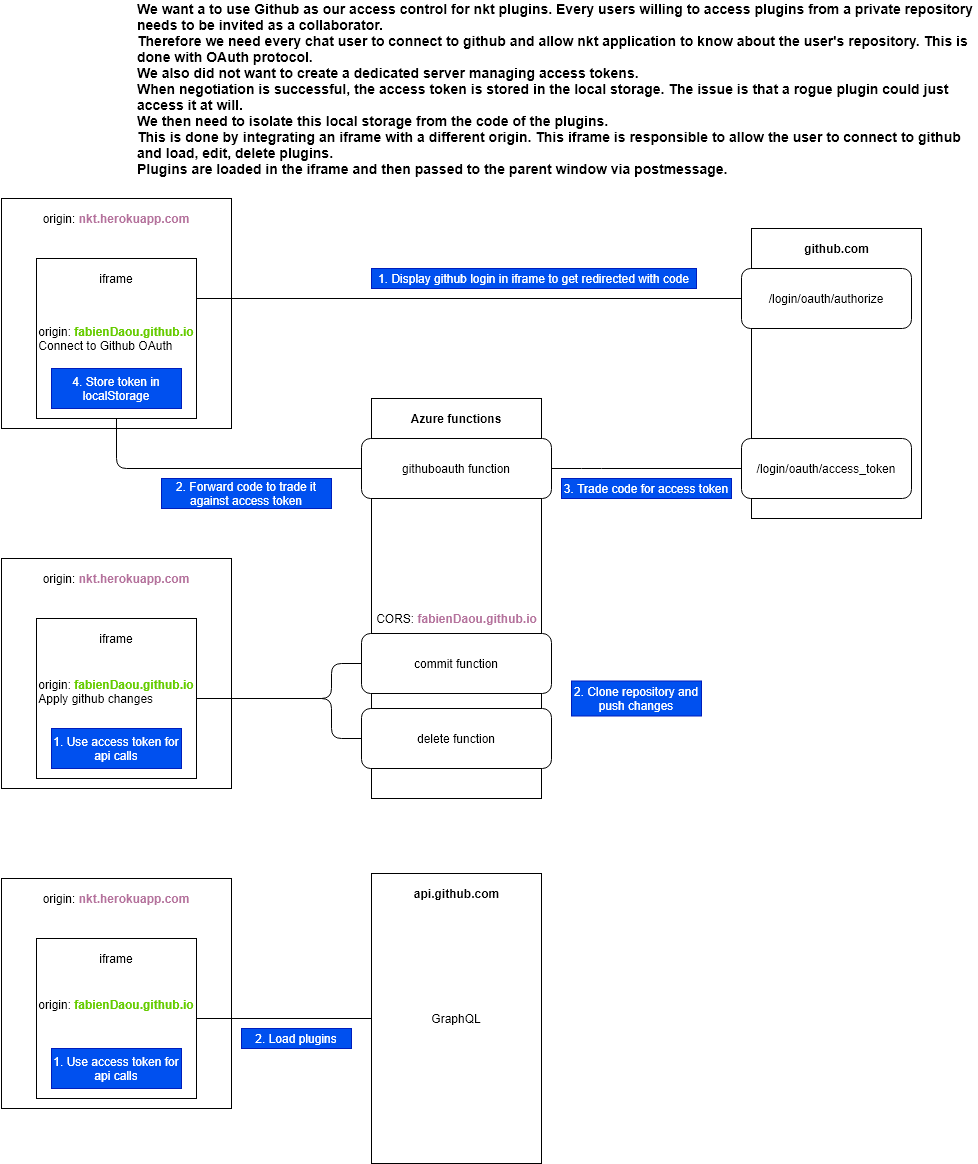 We want a to use Github as our access control for nkt plugins. Every users willing to access plugins from a private repository
needs to be invited as a collaborator.
Therefore we need every chat user to connect to github and allow nkt application to know about the user's repository. This is
done with OAuth protocol.
We also did not want to create a dedicated server managing access tokens.
When negotiation is successful, the access token is stored in the local storage. The issue is that a rogue plugin could just
access it at will.
We then need to isolate this local storage from the code of the plugins.
This is done by integrating an iframe with a different origin. This iframe is responsible to allow the user to connect to github
and load, edit, delete plugins.
Plugins are loaded in the iframe and then passed to the parent window via postmessage.
origin: nkt.herokuapp.com
iframe
origin: fabienDaou.github.io
Connect to Github OAuth
4. Store token in
localStorage
1. Display github login in iframe to get redirected with code
github.com
/login/oauth/authorize
Azure functions
githuboauth function
/login/oauth/access_token
2. Forward code to trade it
against access token
3. Trade code for access token
origin: nkt.herokuapp.com
iframe
origin: fabienDaou.github.io
Apply github changes
1. Use access token for
api calls
CORS: fabienDaou.github.io
commit function
delete function
2. Clone repository and
push changes
origin: nkt.herokuapp.com
iframe
origin: fabienDaou.github.io
1. Use access token for
api calls
2. Load plugins
api.github.com
GraphQL